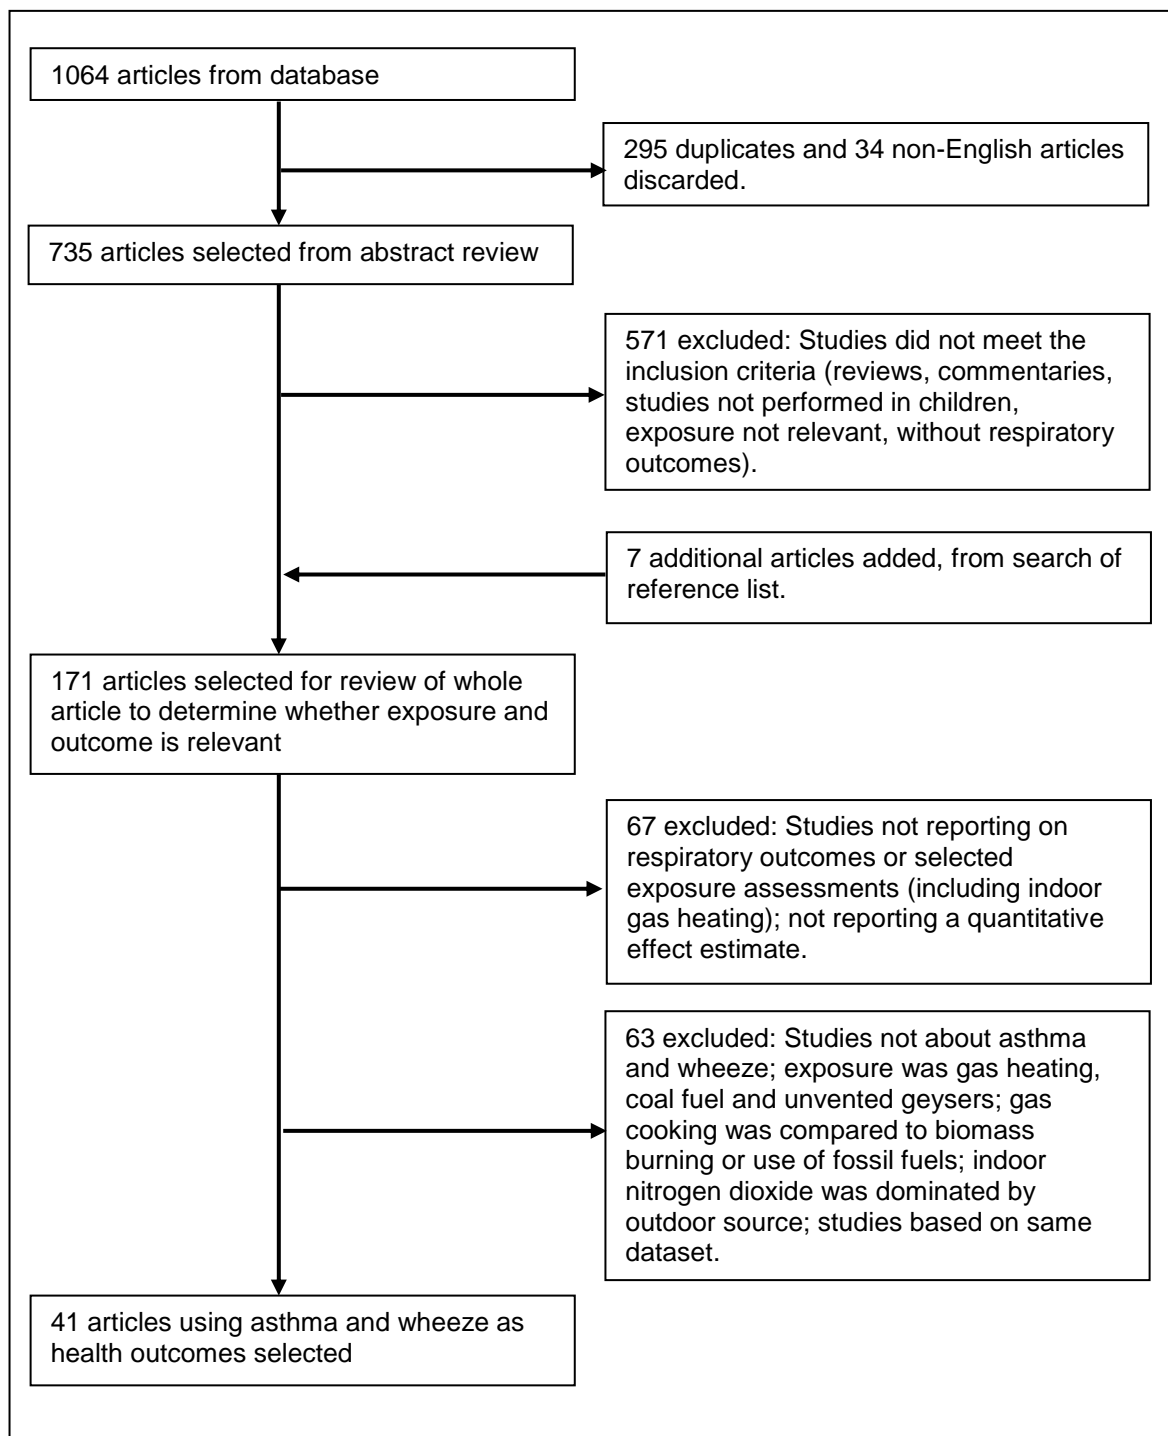 1064 articles from database
295 duplicates and 34 non-English articles
discarded.
735 articles selected from abstract review
571 excluded: Studies did not meet the
inclusion criteria (reviews, commentaries,
studies not performed in children,
exposure not relevant, without respiratory
outcomes).
7 additional articles added, from search of
reference list.
171 articles selected for review of whole
article to determine whether exposure and
outcome is relevant
67 excluded: Studies not reporting on
respiratory outcomes or selected
exposure assessments (including indoor
gas heating); not reporting a quantitative
effect estimate.
63 excluded: Studies not about asthma
and wheeze; exposure was gas heating,
coal fuel and unvented geysers; gas
cooking was compared to biomass
burning or use of fossil fuels; indoor
nitrogen dioxide was dominated by
outdoor source; studies based on same
dataset.
41 articles using asthma and wheeze as
health outcomes selected